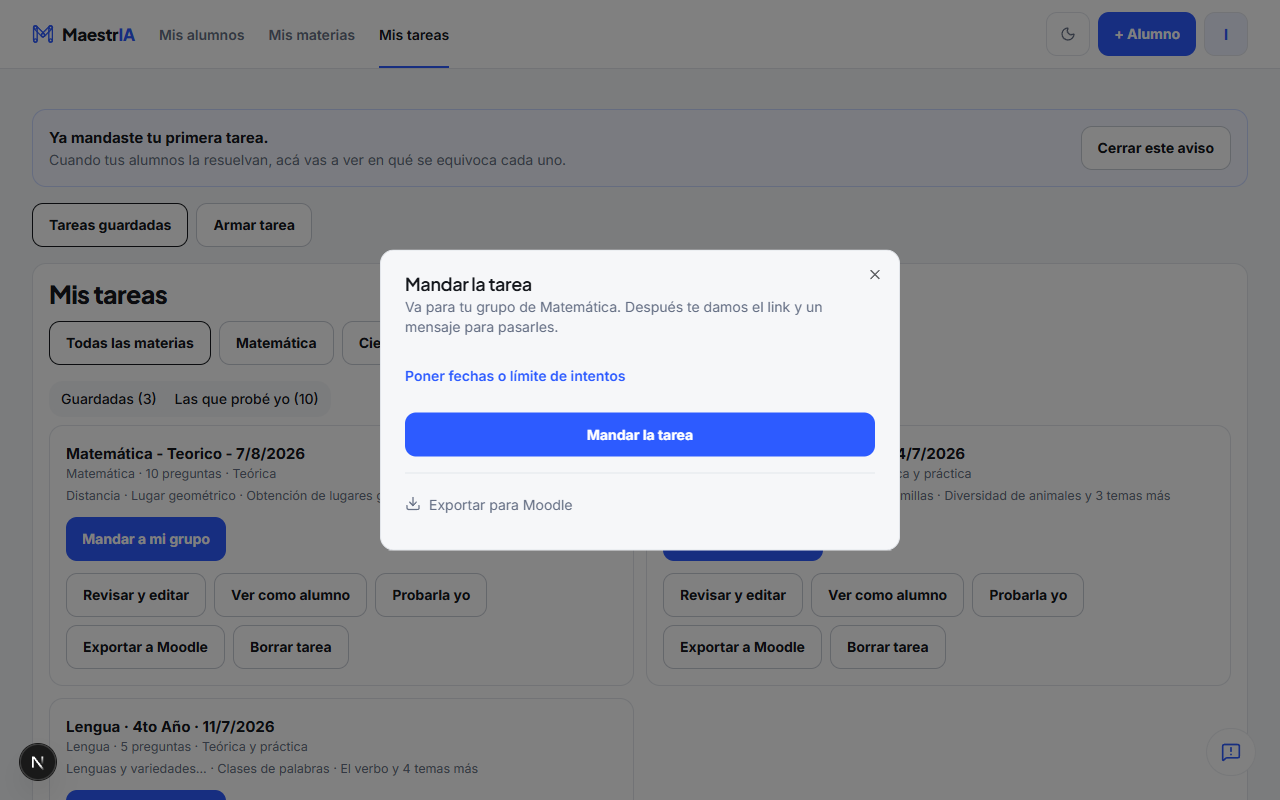 MaestrIA
Mis alumnos
Mis materias
Mis tareas
+ Alumno
I
Ya mandaste tu primera tarea.
Cuando tus alumnos la resuelvan, acá vas a ver en qué se equivoca cada uno.
Cerrar este aviso
Tareas guardadas
Armar tarea
Mis tareas
Todas las materias
Matemática
Cie
Guardadas (3)
Las que probé yo (10)
Mandar la tarea
Va para tu grupo de Matemática. Después te damos el link y un
mensaje para pasarles.
Poner fechas o límite de intentos
Mandar la tarea
Exportar para Moodle
Matemática - Teorico - 7/8/2026
Matemática · 10 preguntas · Teórica
Distancia · Lugar geométrico · Obtención de lugares
Mandar a mi grupo
Revisar y editar
Ver como alumno
Probarla yo
Exportar a Moodle
Borrar tarea
4/7/2026
ca y práctica
millas · Diversidad de animales y 3 temas más
Revisar y editar
Ver como alumno
Probarla yo
Exportar a Moodle
Borrar tarea
Lengua · 4to Año · 11/7/2026
Lengua · 5 preguntas · Teórica y práctica
Lenguas y variedades... · Clases de palabras · El verbo y 4 temas más
N